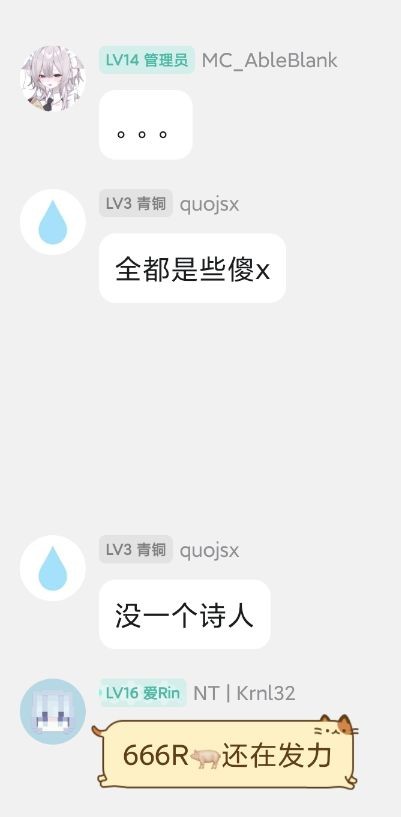 LV14 管理员 MC_AbleBlank
。。。
LV3 青铜 quojsx
全都是些傻x
LV3 青铜 quojsx
没一个诗人
LV16 爱Rin NT | Krnl32
666R🐖还在发力